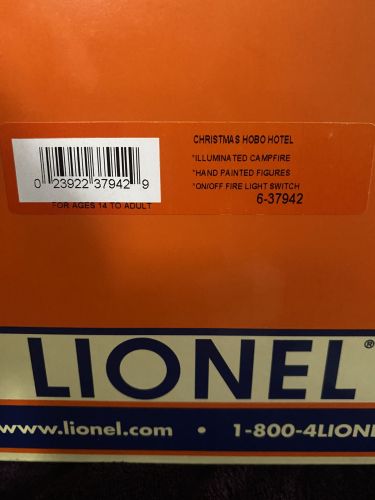 CHRISTMAS HOBO HOTEL
*ILLUMINATED CAMPFIRE
*HAND PAINTED FIGURES
*ON/OFF FIRE LIGHT SWITCH
6-37942
0 23922 37942 9
FOR AGES 14 TO ADULT
LIONEL®
www.lionel.com • 1-800-4LIONE